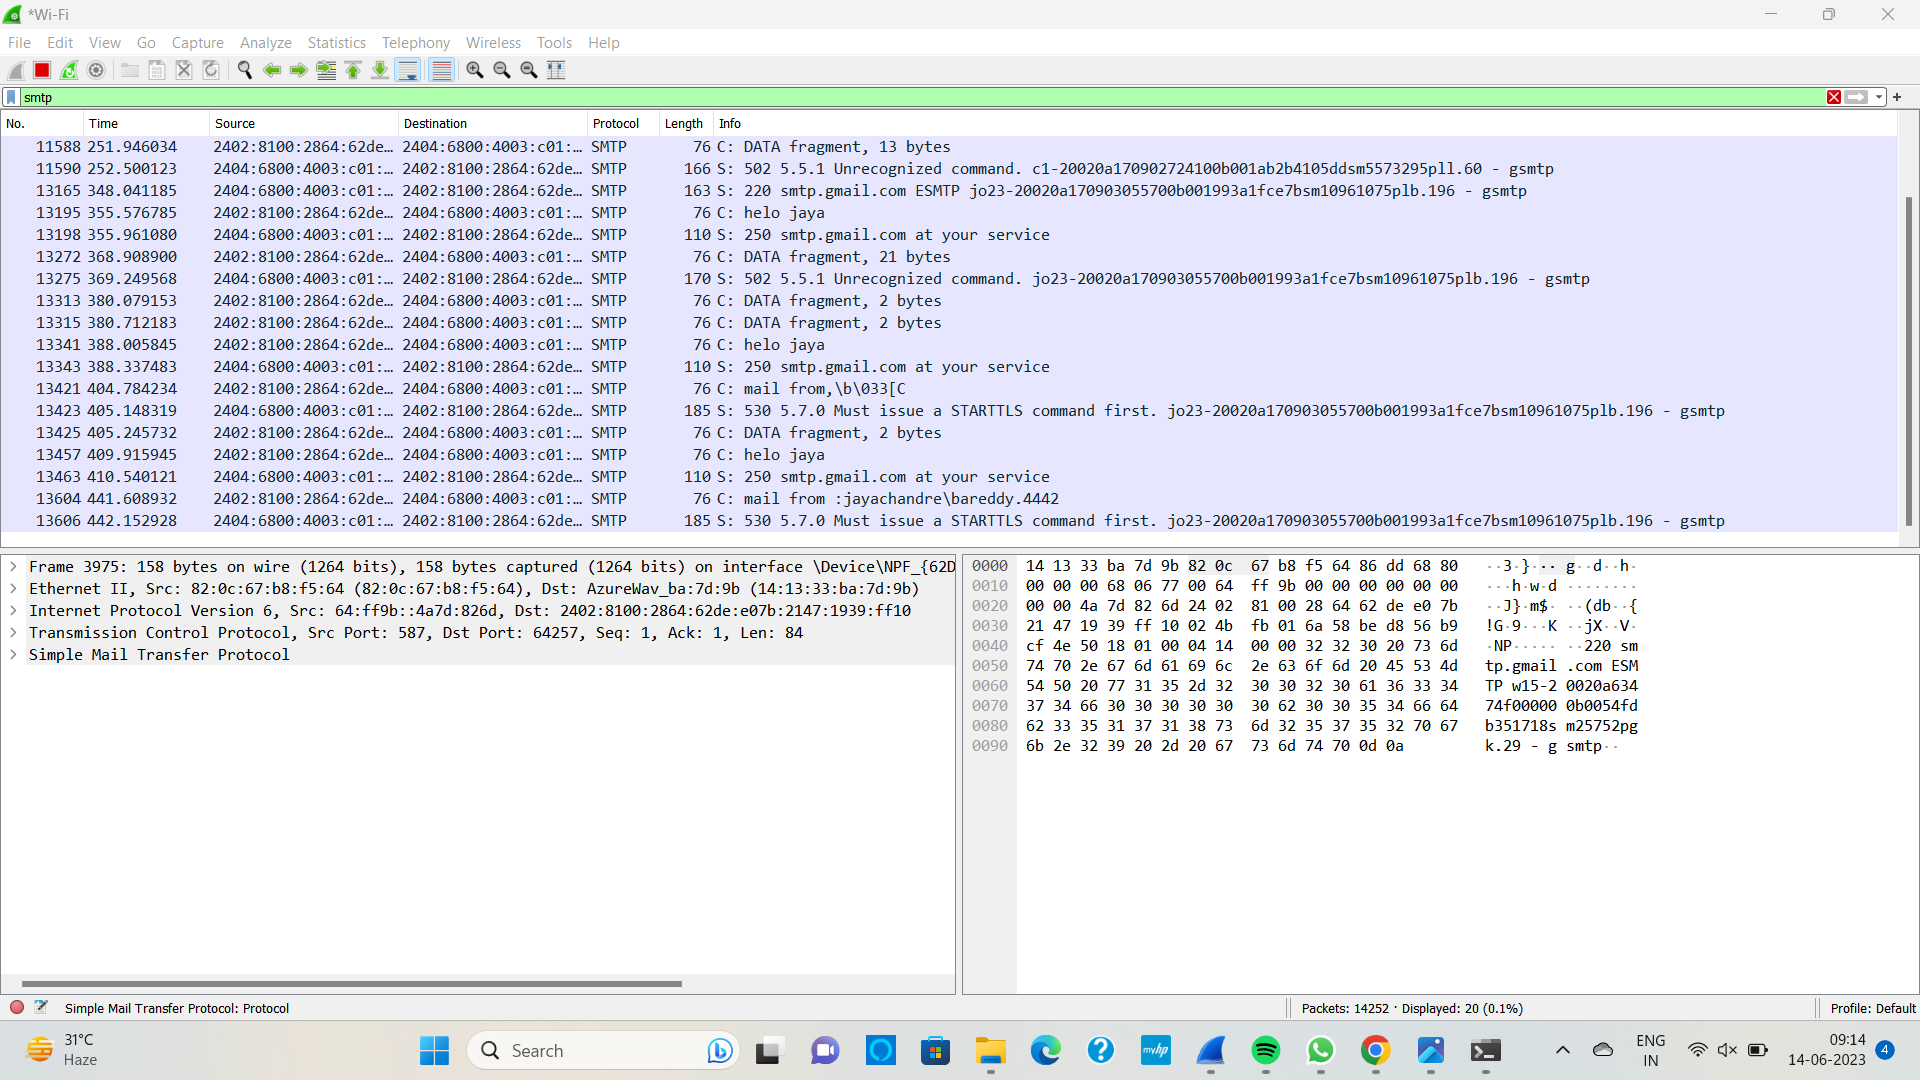 *Wi-Fi
File Edit View Go Capture Analyze Statistics Telephony Wireless Tools Help
smtp
No. Time Source Destination Protocol Length Info
11588 251.946034 2402:8100:2864:62de… 2404:6800:4003:c01:… SMTP 76 C: DATA fragment, 13 bytes
11590 252.500123 2404:6800:4003:c01:… 2402:8100:2864:62de… SMTP 166 S: 502 5.5.1 Unrecognized command. c1-20020a170902724100b001ab2b4105ddsm5573295pll.60 - gsmtp
13165 348.041185 2404:6800:4003:c01:… 2402:8100:2864:62de… SMTP 163 S: 220 smtp.gmail.com ESMTP jo23-20020a170903055700b001993a1fce7bsm10961075plb.196 - gsmtp
13195 355.576785 2402:8100:2864:62de… 2404:6800:4003:c01:… SMTP 76 C: helo jaya
13198 355.961080 2404:6800:4003:c01:… 2402:8100:2864:62de… SMTP 110 S: 250 smtp.gmail.com at your service
13272 368.908900 2402:8100:2864:62de… 2404:6800:4003:c01:… SMTP 76 C: DATA fragment, 21 bytes
13275 369.249568 2404:6800:4003:c01:… 2402:8100:2864:62de… SMTP 170 S: 502 5.5.1 Unrecognized command. jo23-20020a170903055700b001993a1fce7bsm10961075plb.196 - gsmtp
13313 380.079153 2402:8100:2864:62de… 2404:6800:4003:c01:… SMTP 76 C: DATA fragment, 2 bytes
13315 380.712183 2402:8100:2864:62de… 2404:6800:4003:c01:… SMTP 76 C: DATA fragment, 2 bytes
13341 388.005845 2402:8100:2864:62de… 2404:6800:4003:c01:… SMTP 76 C: helo jaya
13343 388.337483 2404:6800:4003:c01:… 2402:8100:2864:62de… SMTP 110 S: 250 smtp.gmail.com at your service
13421 404.784234 2402:8100:2864:62de… 2404:6800:4003:c01:… SMTP 76 C: mail from,\b\033[C
13423 405.148319 2404:6800:4003:c01:… 2402:8100:2864:62de… SMTP 185 S: 530 5.7.0 Must issue a STARTTLS command first. jo23-20020a170903055700b001993a1fce7bsm10961075plb.196 - gsmtp
13425 405.245732 2402:8100:2864:62de… 2404:6800:4003:c01:… SMTP 76 C: DATA fragment, 2 bytes
13457 409.915945 2402:8100:2864:62de… 2404:6800:4003:c01:… SMTP 76 C: helo jaya
13463 410.540121 2404:6800:4003:c01:… 2402:8100:2864:62de… SMTP 110 S: 250 smtp.gmail.com at your service
13604 441.608932 2402:8100:2864:62de… 2404:6800:4003:c01:… SMTP 76 C: mail from :jayachandre\bareddy.4442
13606 442.152928 2404:6800:4003:c01:… 2402:8100:2864:62de… SMTP 185 S: 530 5.7.0 Must issue a STARTTLS command first. jo23-20020a170903055700b001993a1fce7bsm10961075plb.196 - gsmtp
Frame 3975: 158 bytes on wire (1264 bits), 158 bytes captured (1264 bits) on interface \Device\NPF_{62D
Ethernet II, Src: 82:0c:67:b8:f5:64 (82:0c:67:b8:f5:64), Dst: AzureWav_ba:7d:9b (14:13:33:ba:7d:9b)
Internet Protocol Version 6, Src: 64:ff9b::4a7d:826d, Dst: 2402:8100:2864:62de:e07b:2147:1939:ff10
Transmission Control Protocol, Src Port: 587, Dst Port: 64257, Seq: 1, Ack: 1, Len: 84
Simple Mail Transfer Protocol
0000 14 13 33 ba 7d 9b 82 0c 67 b8 f5 64 86 dd 68 80 ··3·}··· g··d··h·
0010 00 00 00 68 06 77 00 64 ff 9b 00 00 00 00 00 00 ···h·w·d ········
0020 00 00 4a 7d 82 6d 24 02 81 00 28 64 62 de e0 7b ··J}·m$· ··(db··{
0030 21 47 19 39 ff 10 02 4b fb 01 6a 58 be d8 56 b9 !G·9···K ··jX··V·
0040 cf 4e 50 18 01 00 04 14 00 00 32 32 30 20 73 6d ·NP····· ··220 sm
0050 74 70 2e 67 6d 61 69 6c 2e 63 6f 6d 20 45 53 4d tp.gmail .com ESM
0060 54 50 20 77 31 35 2d 32 30 30 32 30 61 36 33 34 TP w15-2 0020a634
0070 37 34 66 30 30 30 30 30 30 62 30 30 35 34 66 64 74f00000 0b0054fd
0080 62 33 35 31 37 31 38 73 6d 32 35 37 35 32 70 67 b351718s m25752pg
0090 6b 2e 32 39 20 2d 20 67 73 6d 74 70 0d 0a k.29 - g smtp··
Simple Mail Transfer Protocol: Protocol
Packets: 14252 · Displayed: 20 (0.1%)
Profile: Default
31°C
Haze
Search
myhp
ENG
IN
09:14
14-06-2023
4